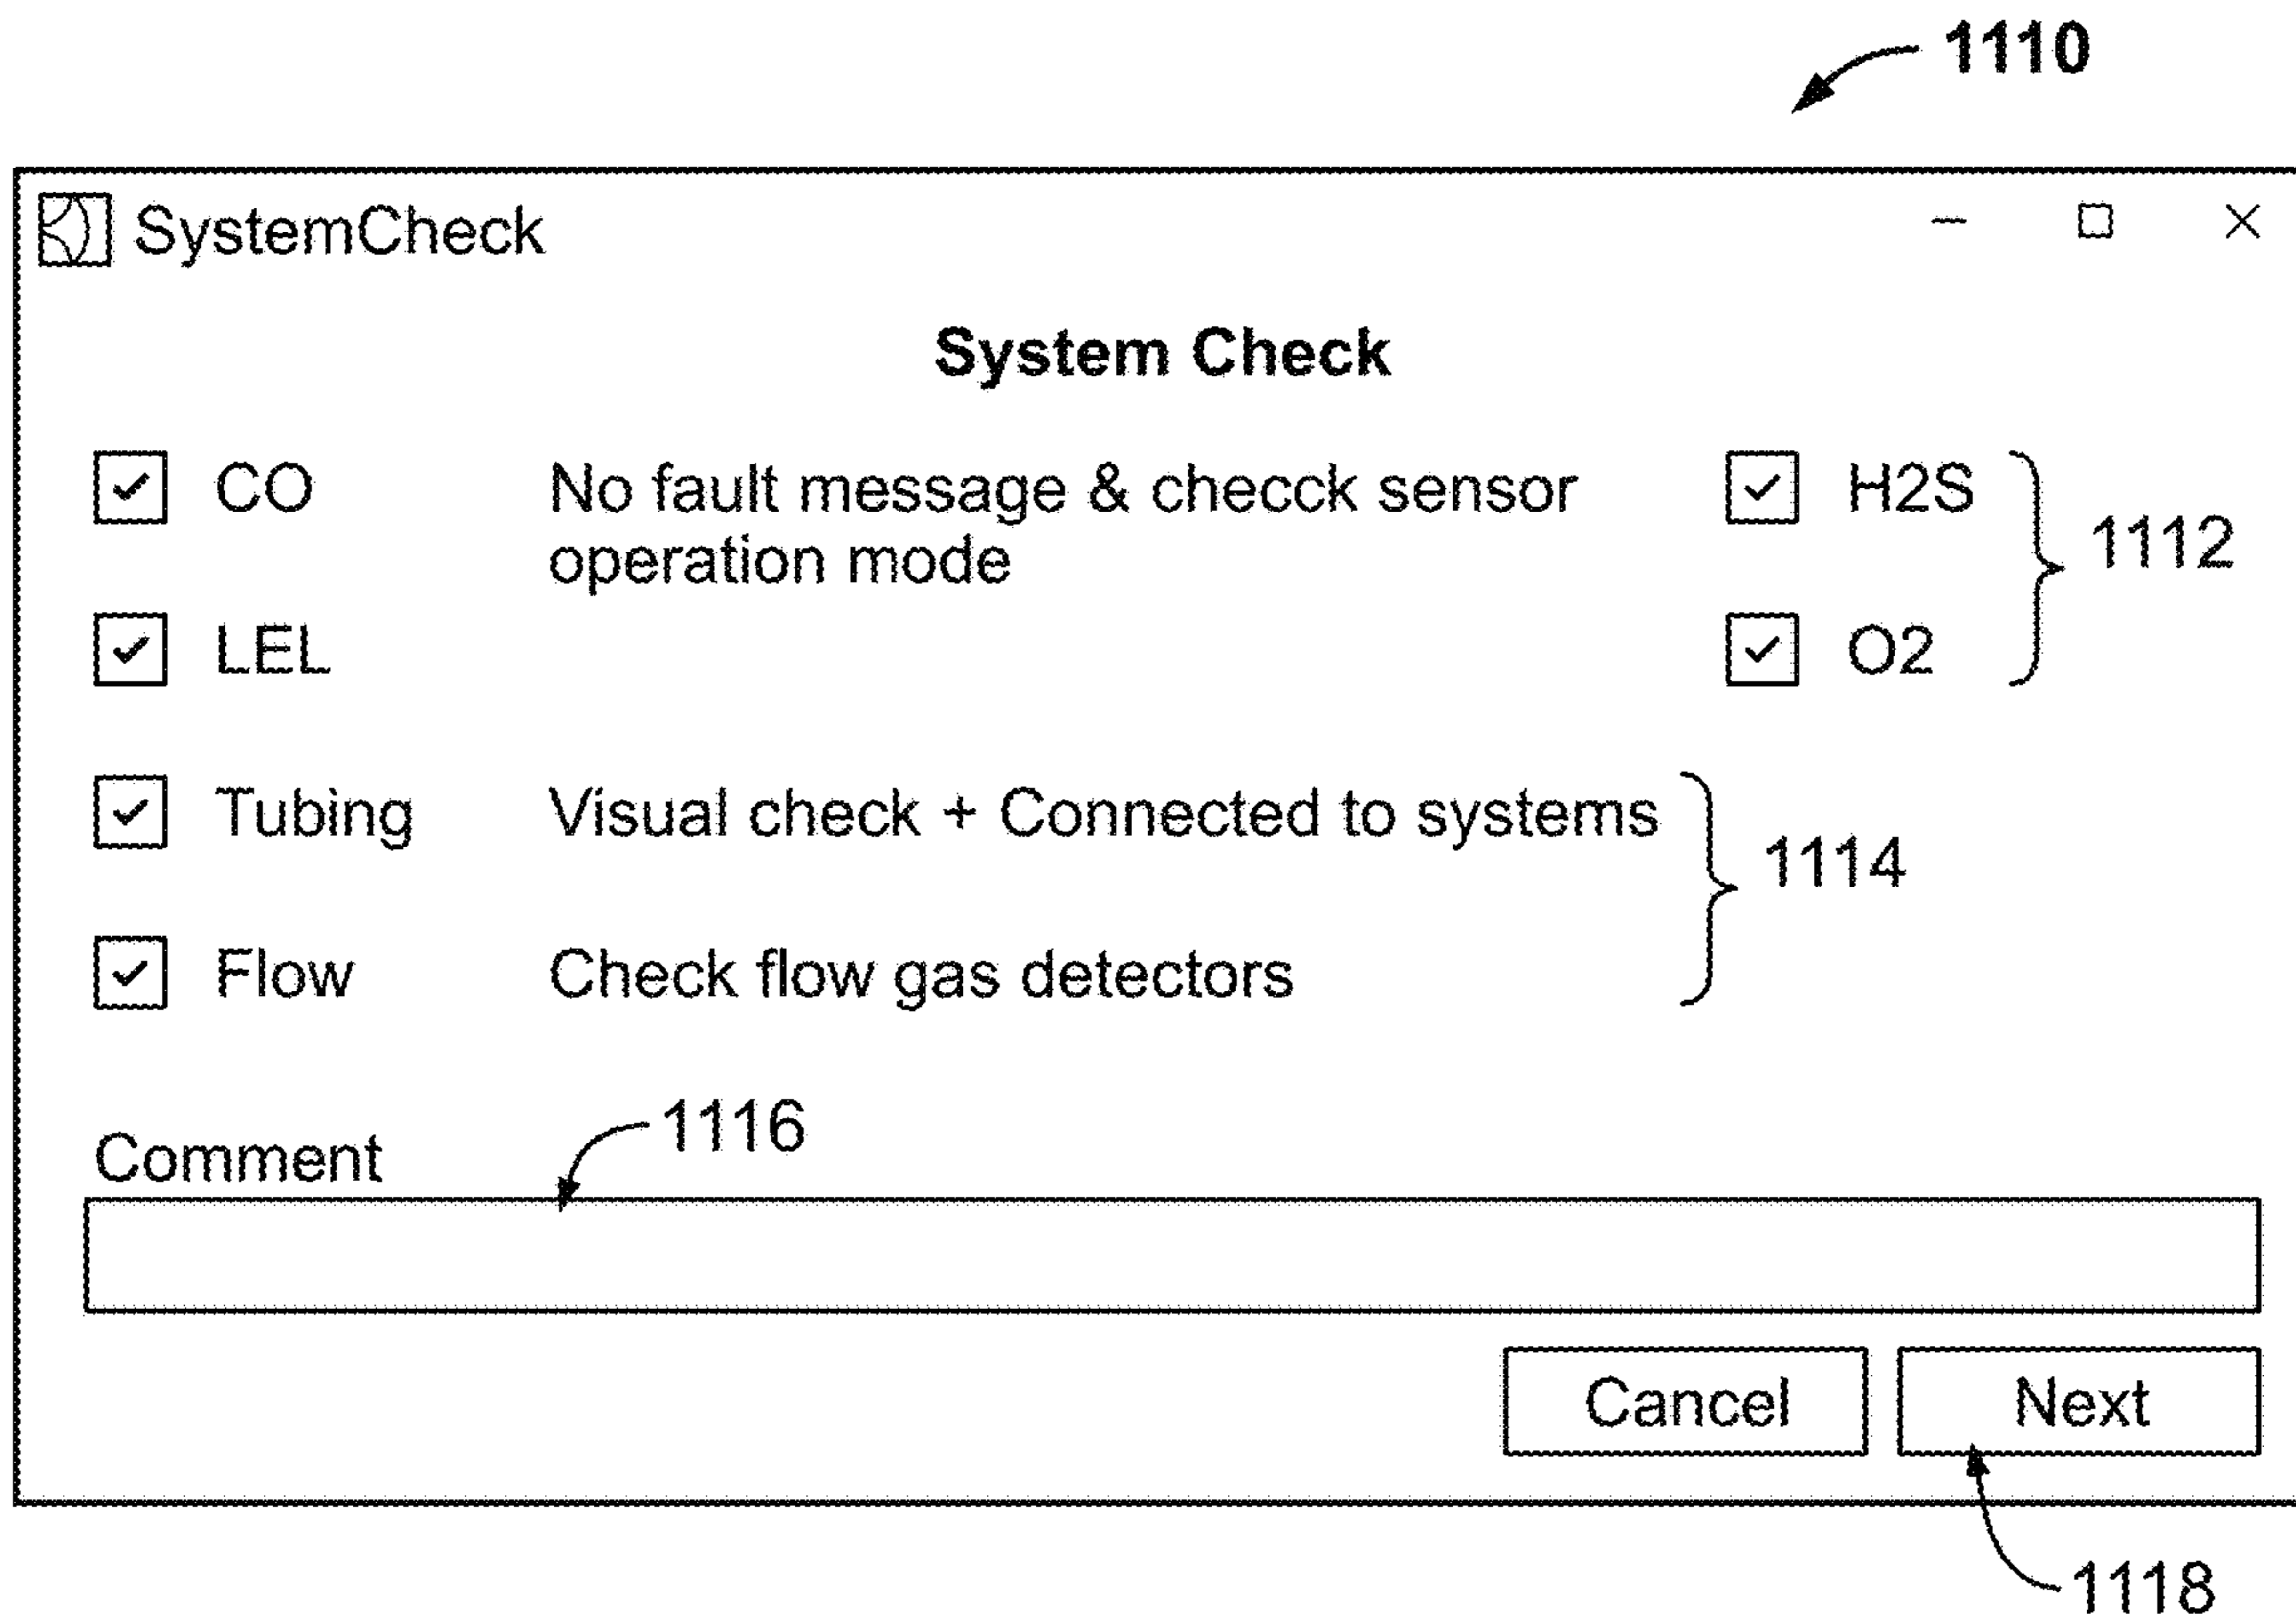 1110
SystemCheck
System Check
CO No fault message & checck sensor H2S
operation mode
1112
LEL O2
Tubing Visual check + Connected to systems
1114
Flow Check flow gas detectors
1116
Comment
Cancel Next
1118